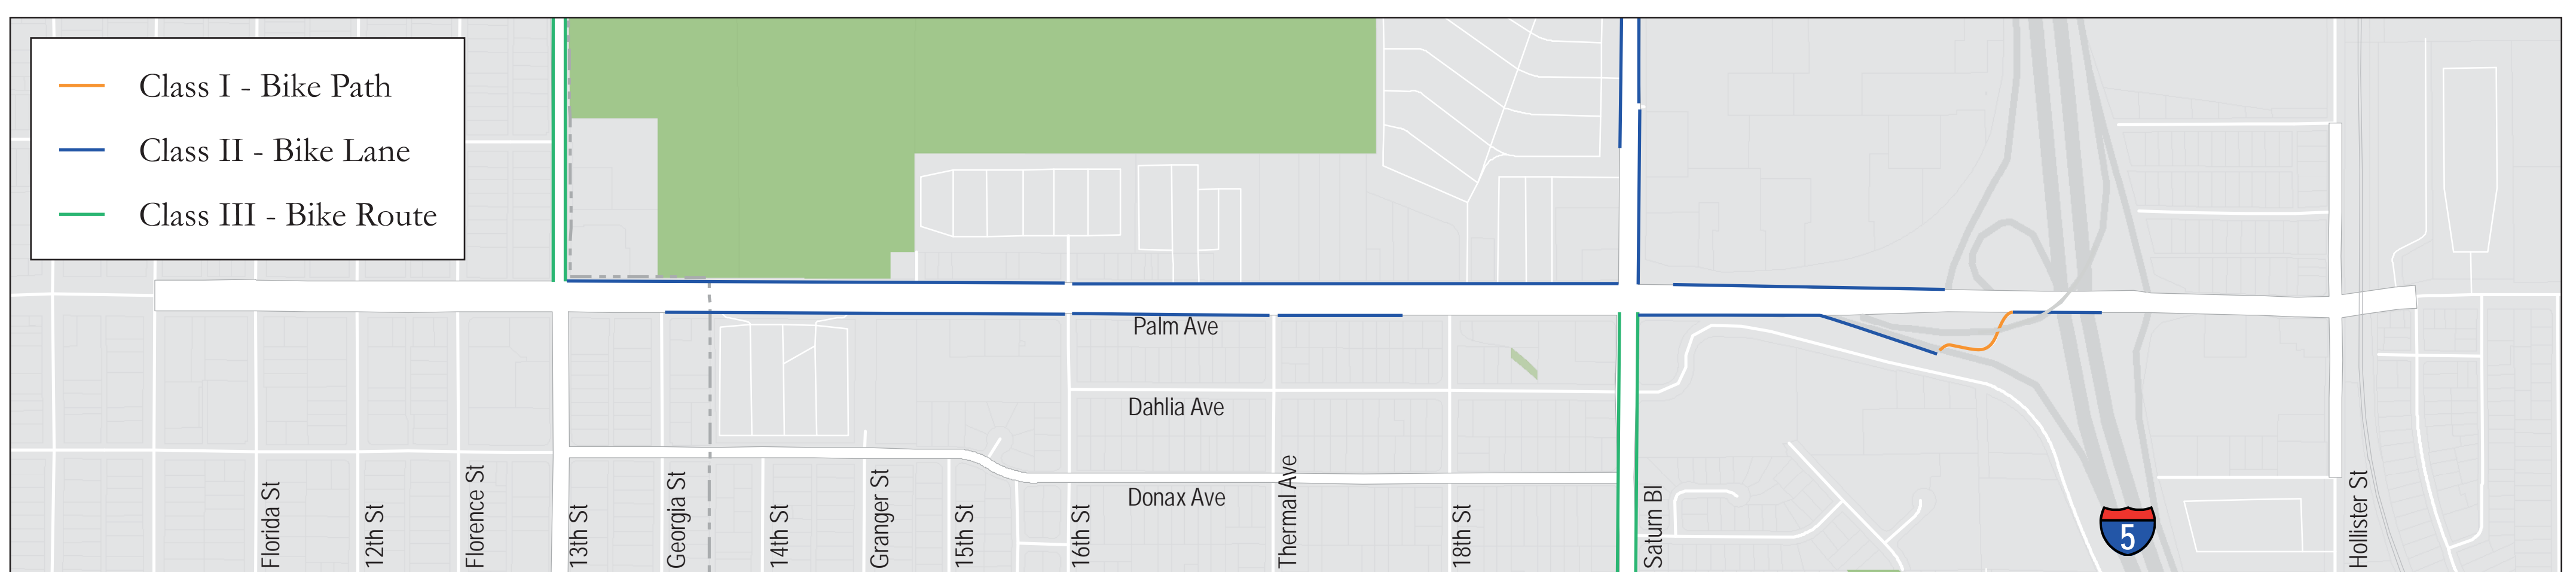 Class I - Bike Path
Class II - Bike Lane
Class III - Bike Route
Palm Ave
Dahlia Ave
Donax Ave
Florida St
12th St
Florence St
13th St
Georgia St
14th St
Granger St
15th St
16th St
Thermal Ave
18th St
Saturn Bl
5
Hollister St